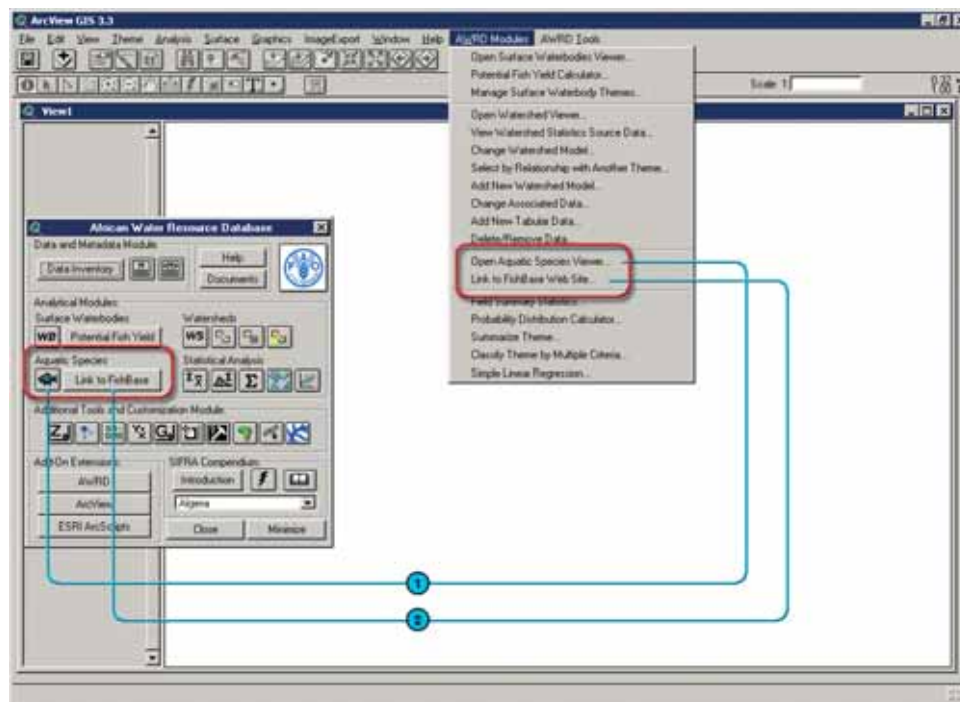 ArcView GIS 3.3
File Edit View Theme Analysis Surface Graphics ImageExport Window Help AWRD Modules AWRD Tools
Scale 1:
View1
Open Surface Waterbodies Viewer...
Potential Fish Yield Calculator...
Manage Surface Waterbody Themes...
Open Watershed Viewer...
View Watershed Statistics Source Data...
Change Watershed Model...
Select by Relationship with Another Theme...
Add New Watershed Model...
Change Associated Data...
Add New Tabular Data...
Delete/Remove Data...
Open Aquatic Species Viewer...
Link to FishBase Web Site...
Field Summary Statistics...
Probability Distribution Calculator...
Summarize Theme...
Classify Theme by Multiple Criteria...
Simple Linear Regression...
African Water Resource Database
Data and Metadata Module
Data Inventory
Help
Documents
Analytical Modules:
Surface Waterbodies
Watersheds
WB Potential Fish Yield
WS
Aquatic Species
Statistical Analysis
Link to FishBase
Σ
Additional Tools and Customization Module:
Add-On Extensions:
SIFRA Compendium:
AWRD
Introduction
ArcView
Algeria
ESRI ArcScripts
Close
Minimize
1
2